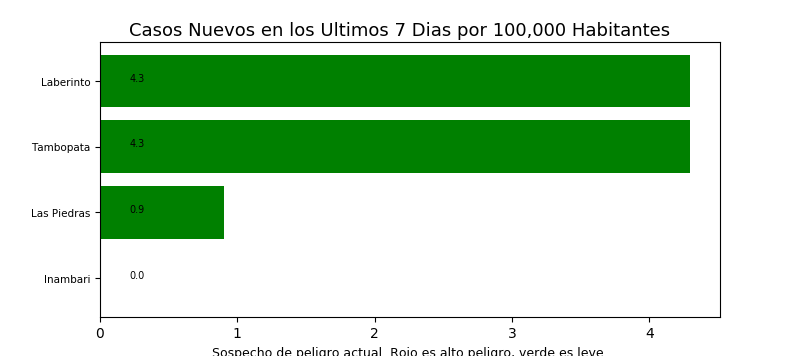 Casos Nuevos en los Ultimos 7 Dias por 100,000 Habitantes
Laberinto 4.3
Tambopata 4.3
Las Piedras 0.9
Inambari 0.0
0 1 2 3 4
Sospecho de peligro actual. Rojo es alto peligro, verde es leve